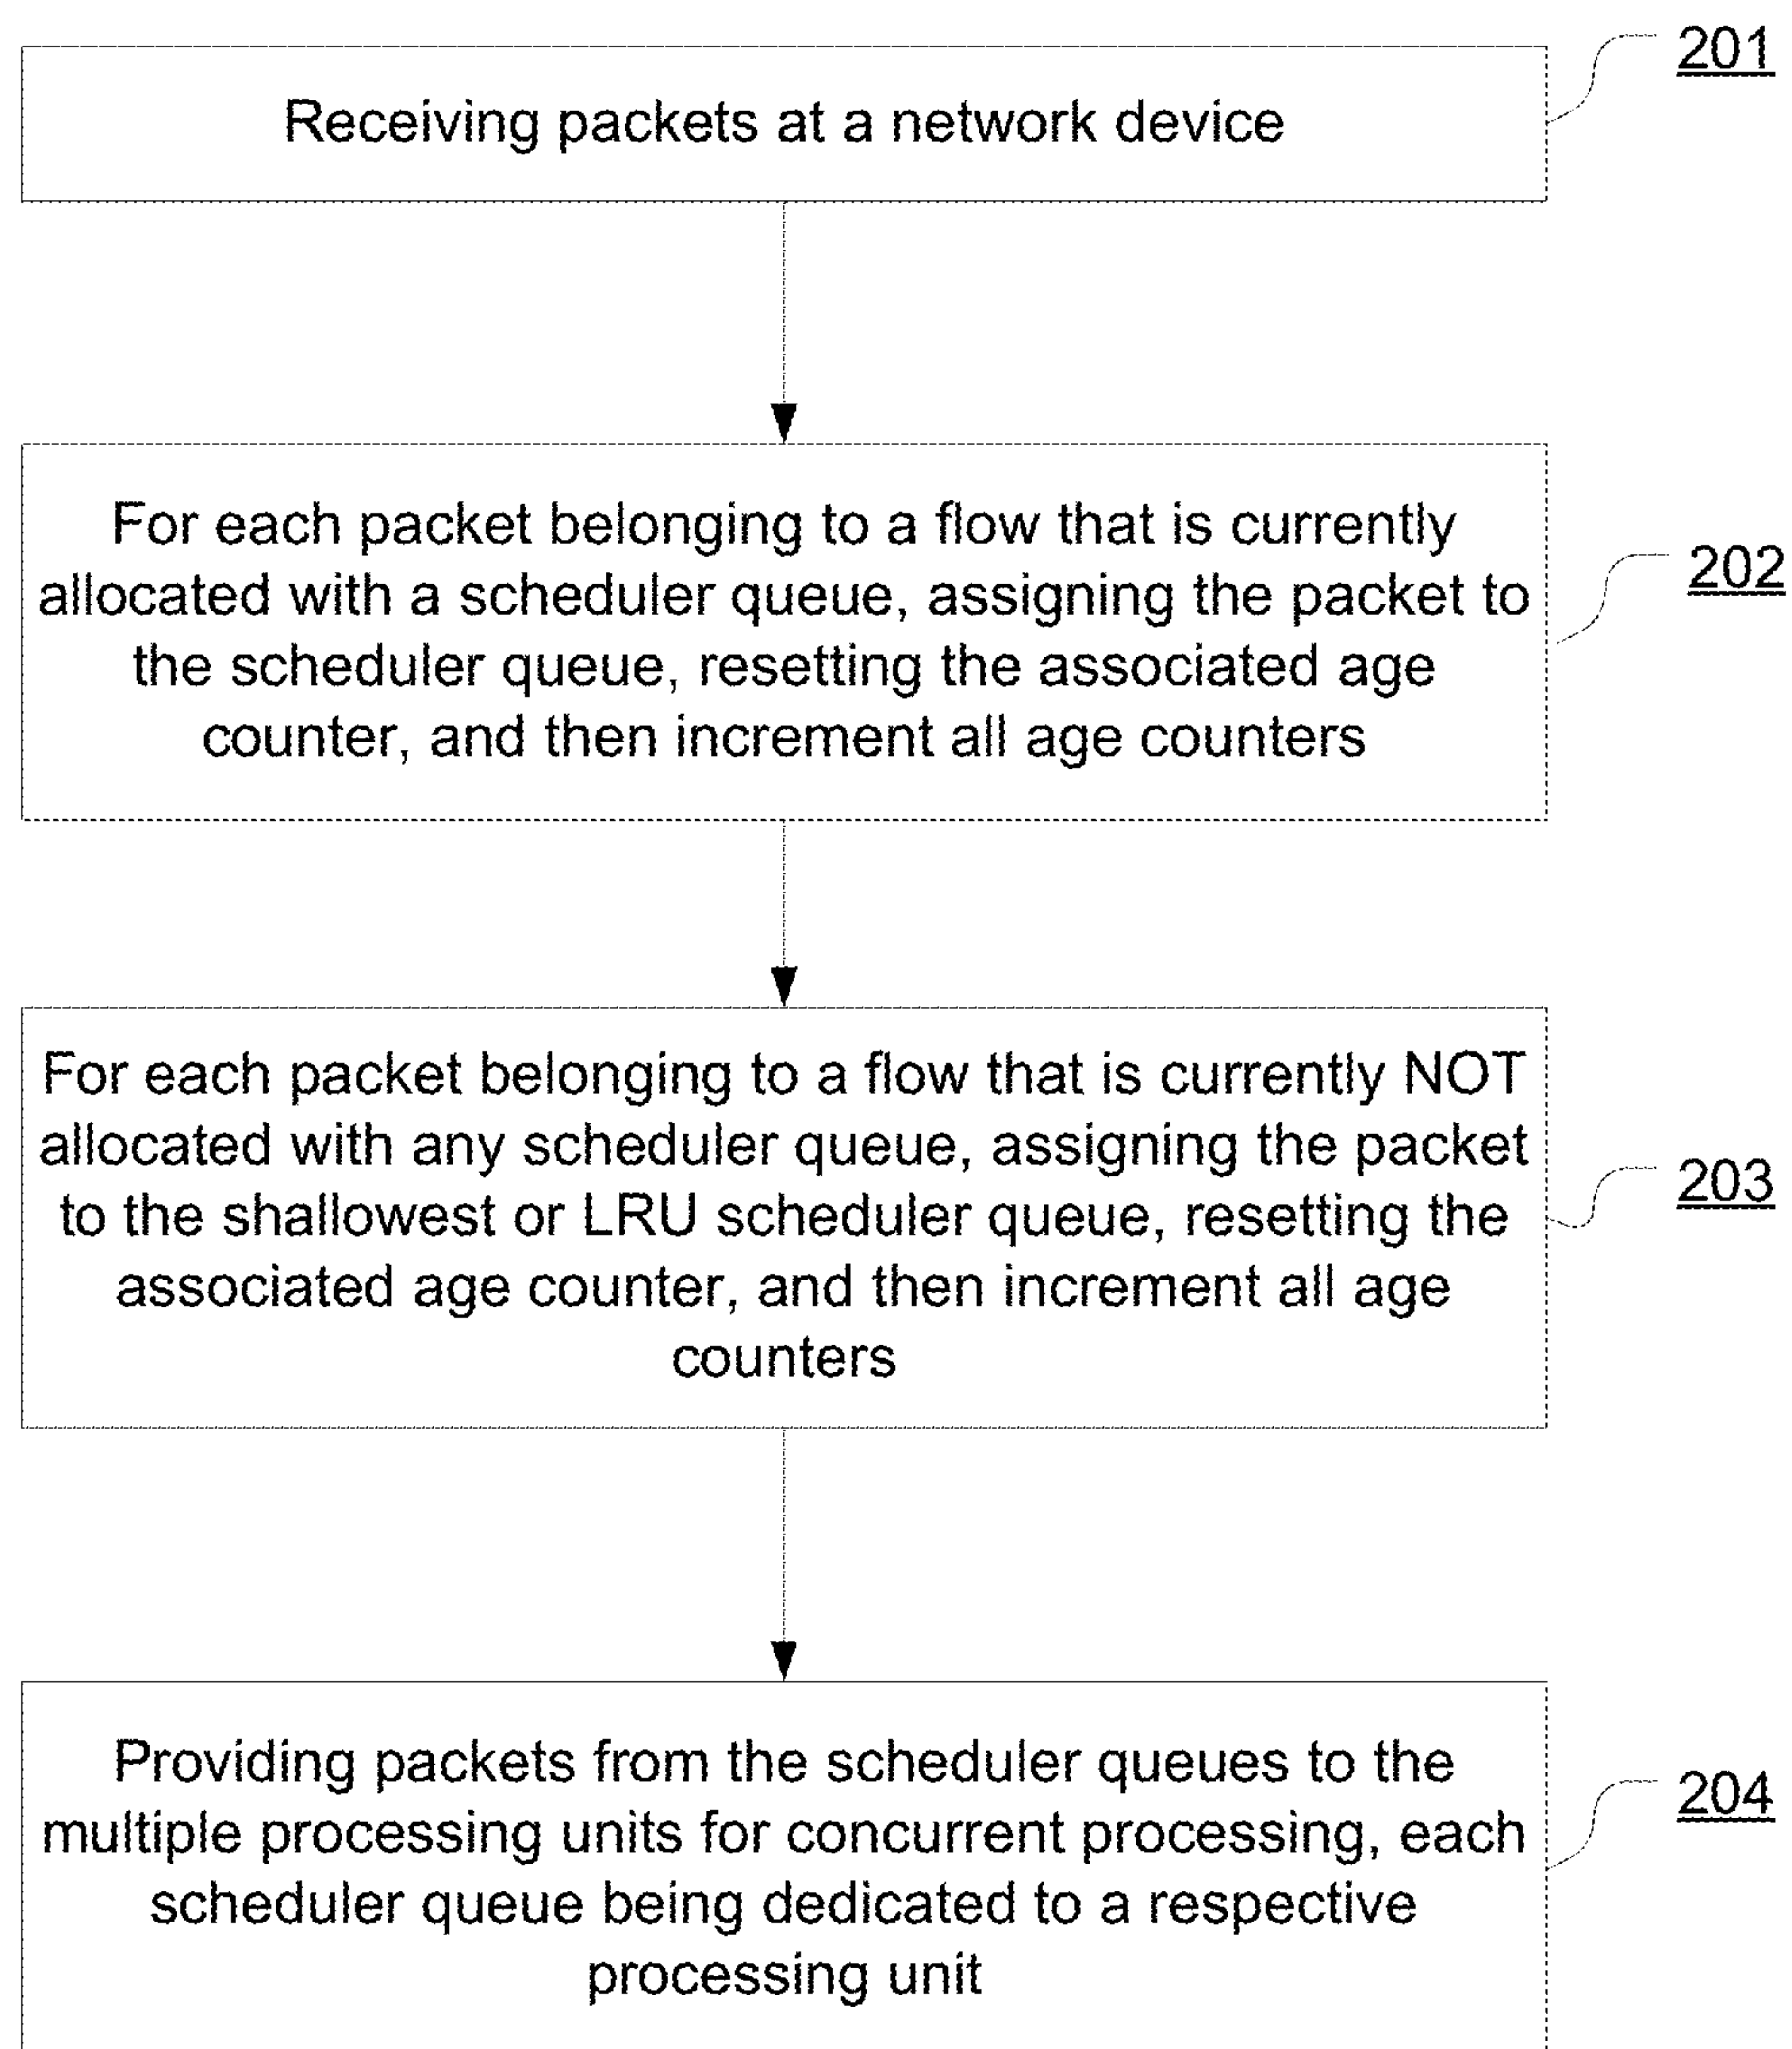 Receiving packets at a network device
201
For each packet belonging to a flow that is currently
allocated with a scheduler queue, assigning the packet to
the scheduler queue, resetting the associated age
counter, and then increment all age counters
202
For each packet belonging to a flow that is currently NOT
allocated with any scheduler queue, assigning the packet
to the shallowest or LRU scheduler queue, resetting the
associated age counter, and then increment all age
counters
203
Providing packets from the scheduler queues to the
multiple processing units for concurrent processing, each
scheduler queue being dedicated to a respective
processing unit
204